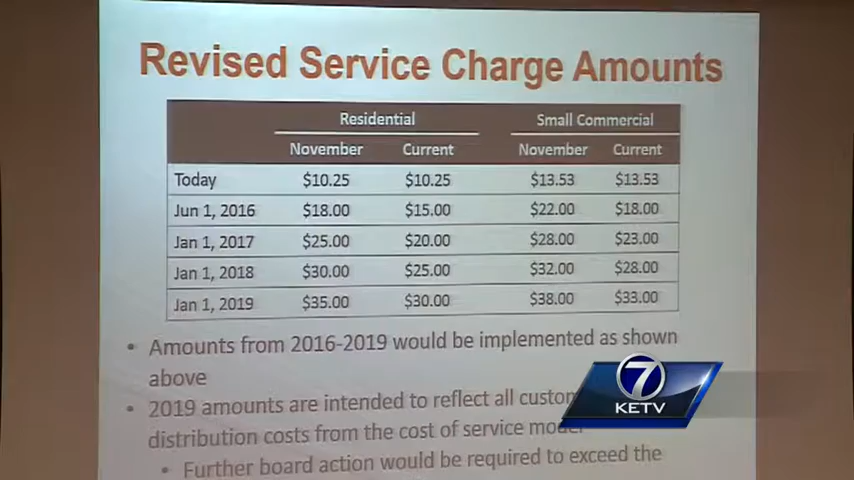 Revised Service Charge Amounts
Residential Small Commercial
November Current November Current
Today $10.25 $10.25 $13.53 $13.53
Jun 1, 2016 $18.00 $15.00 $22.00 $18.00
Jan 1, 2017 $25.00 $20.00 $28.00 $23.00
Jan 1, 2018 $30.00 $25.00 $32.00 $28.00
Jan 1, 2019 $35.00 $30.00 $38.00 $33.00
• Amounts from 2016-2019 would be implemented as shown
above
• 2019 amounts are intended to reflect all
distribution costs from the cost of service
• Further board action would be required to exceed the
7
KETV